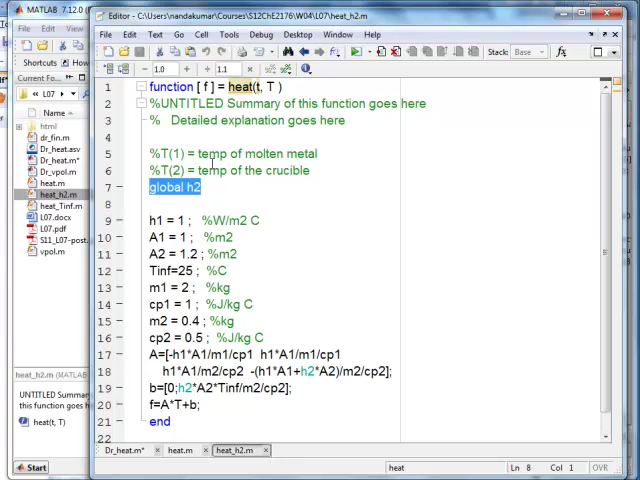 MATLAB 7.12.0 (R
Editor - C:\Users\nandakumar\Courses\S12ChE2176\W04\L07\heat_h2.m
File Edit
File Edit Text Go Cell Tools Debug Desktop Window Help
Stack: Base
Shortcuts
1.0 1.1
Current Fo...
« L07
Name
html
dr_fin.m
Dr_heat.asv
Dr_heat.m*
Dr_vpol.m
heat.m
heat_h2.m
heat_Tinf.m
L07.docx
L07.pdf
S11_L07-post.
vpol.m
heat_h2.m (MATLAB F
UNTITLED Summary of
this function goes here
heat(t, T)
Start
1 function [ f ] = heat(t, T )
2 %UNTITLED Summary of this function goes here
3 % Detailed explanation goes here
4
5 %T(1) = temp of molten metal
6 %T(2) = temp of the crucible
7 global h2
8
9 h1 = 1 ; %W/m2 C
10 A1 = 1 ; %m2
11 A2 = 1.2 ; %m2
12 Tinf=25 ; %C
13 m1 = 2 ; %kg
14 cp1 = 1 ; %J/kg C
15 m2 = 0.4 ; %kg
16 cp2 = 0.5 ; %J/kg C
17 A=[-h1*A1/m1/cp1 h1*A1/m1/cp1
18 h1*A1/m2/cp2 -(h1*A1+h2*A2)/m2/cp2];
19 b=[0;h2*A2*Tinf/m2/cp2];
20 f=A*T+b;
21 end
22
Dr_heat.m* heat.m heat_h2.m
heat Ln 8 Col 1 OVR